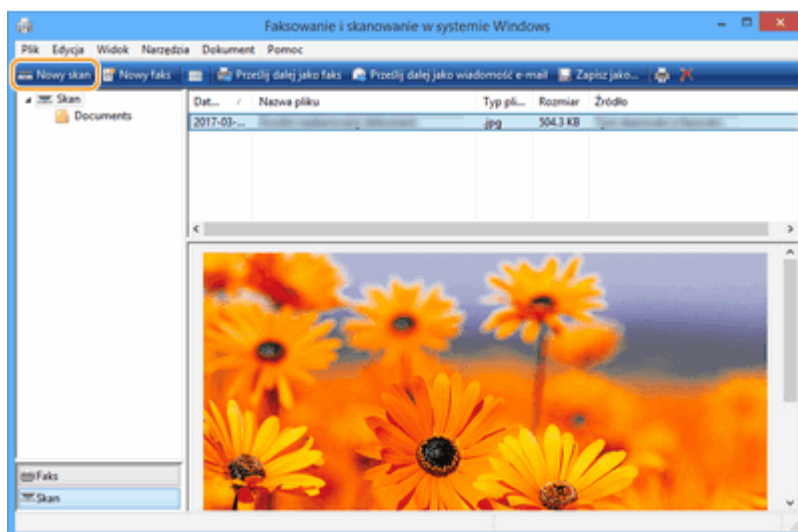 Faksowanie i skanowanie w systemie Windows
Plik Edycja Widok Narzędzia Dokument Pomoc
Nowy skan Nowy faks Prześlij dalej jako faks Prześlij dalej jako wiadomość e-mail Zapisz jako...
Skan
Documents
Dat... Nazwa pliku Typ pli... Rozmiar Źródło
2017-03-... .jpg 504.3 KB
Faks
Skan